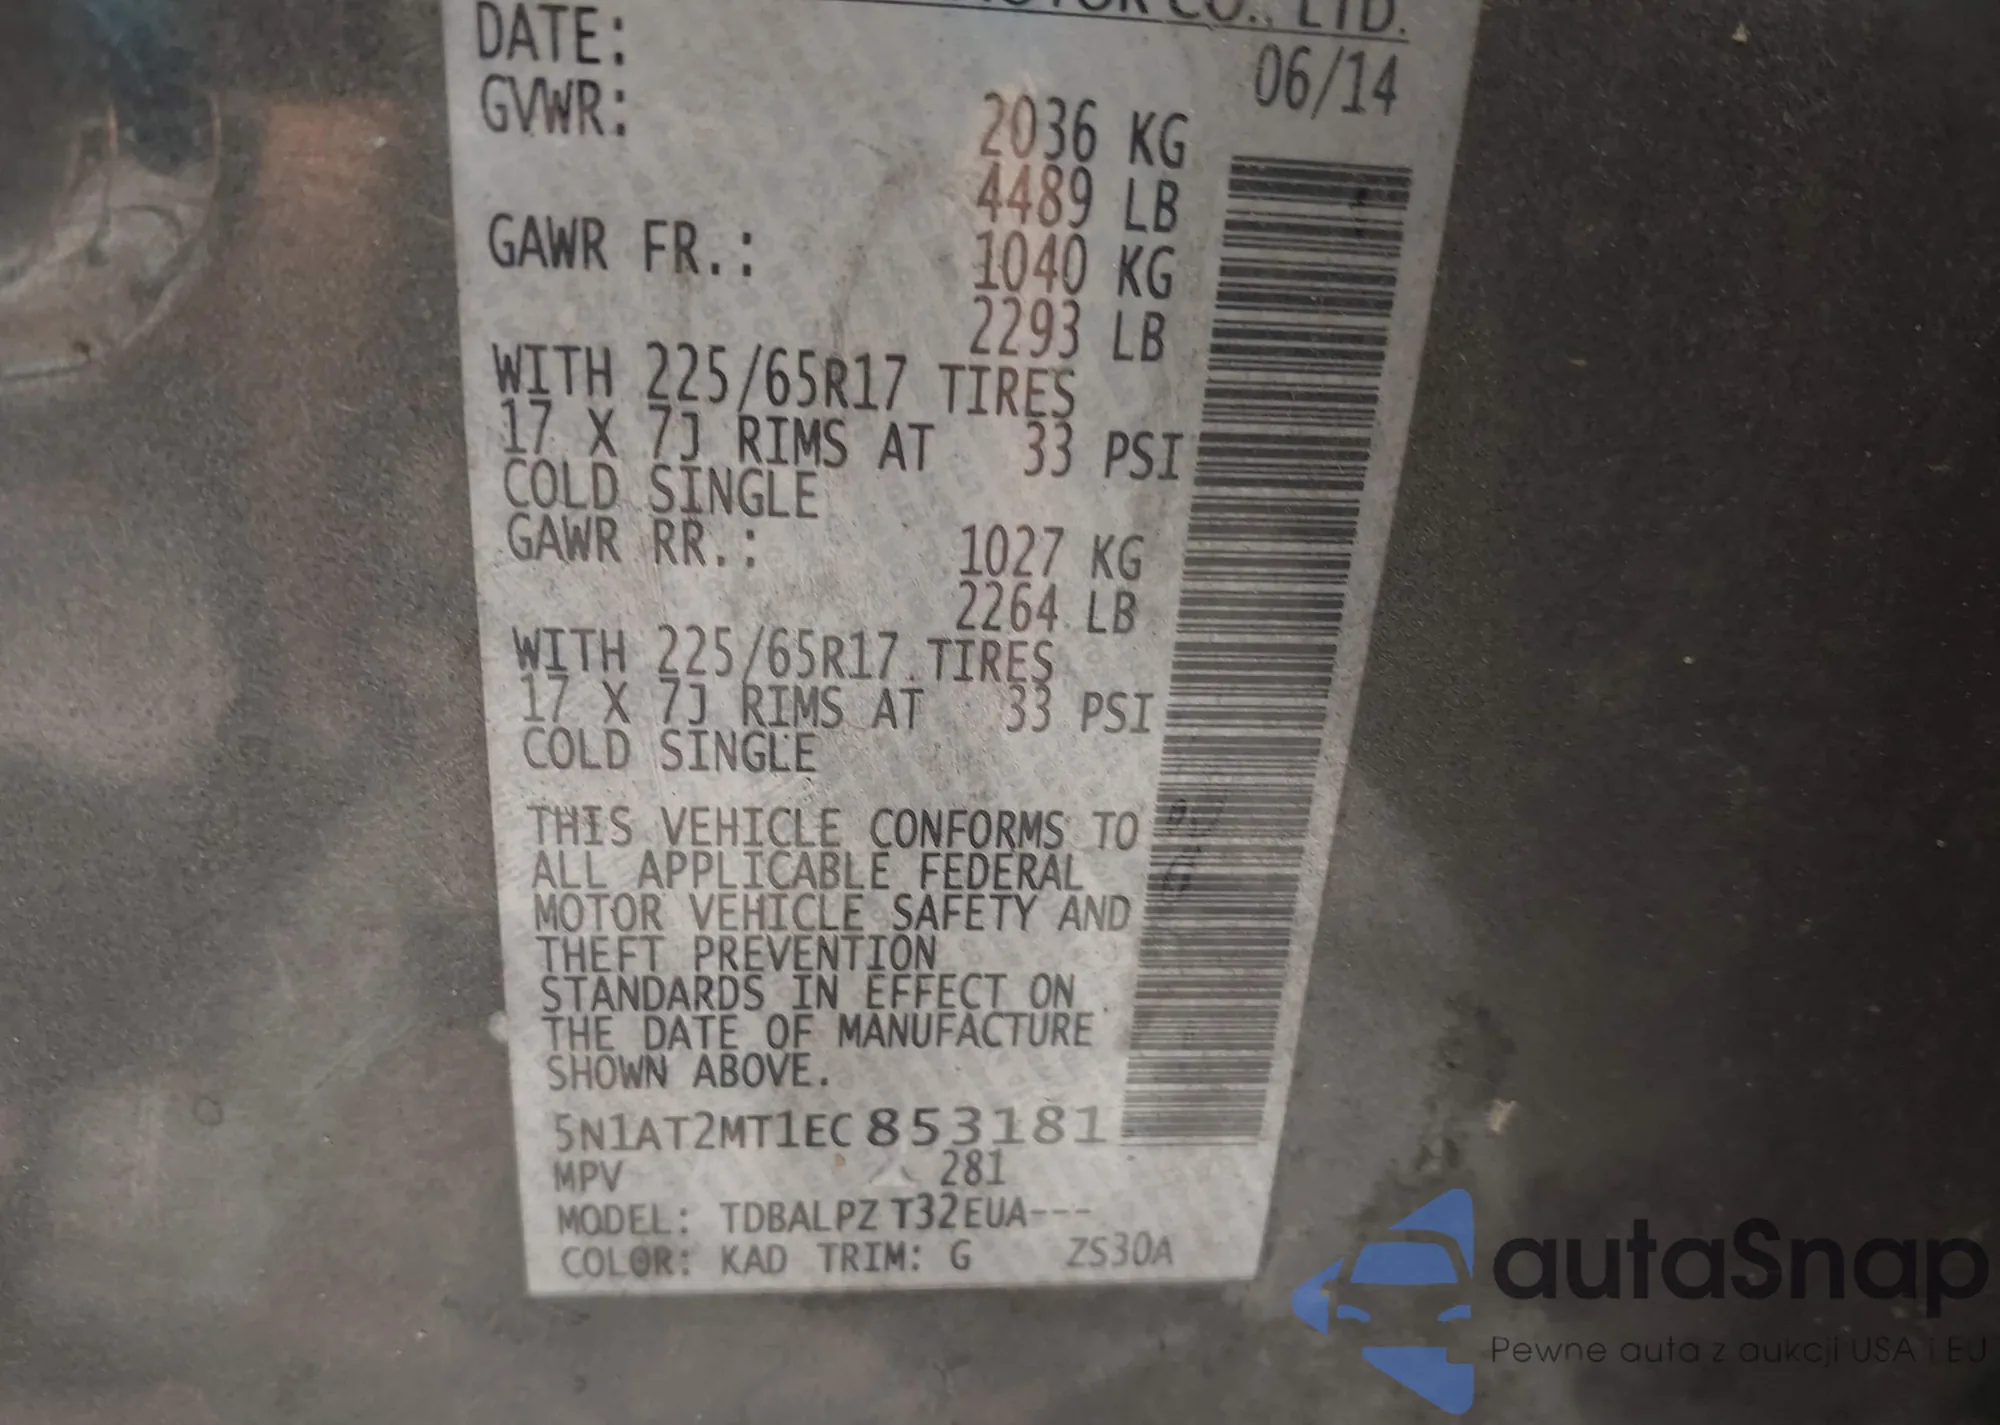 MOTOR CO., LTD.
DATE: 06/14
GVWR: 2036 KG
4489 LB
GAWR FR.: 1040 KG
2293 LB
WITH 225/65R17 TIRES
17 X 7J RIMS AT 33 PSI
COLD SINGLE
GAWR RR.: 1027 KG
2264 LB
WITH 225/65R17 TIRES
17 X 7J RIMS AT 33 PSI
COLD SINGLE
THIS VEHICLE CONFORMS TO
ALL APPLICABLE FEDERAL
MOTOR VEHICLE SAFETY AND
THEFT PREVENTION
STANDARDS IN EFFECT ON
THE DATE OF MANUFACTURE
SHOWN ABOVE.
5N1AT2MT1EC853181
MPV 281
MODEL: TDBALPZ T32EUA---
COLOR: KAD TRIM: G ZS30A
autaSnap
Pewne auta z aukcji USA i EU